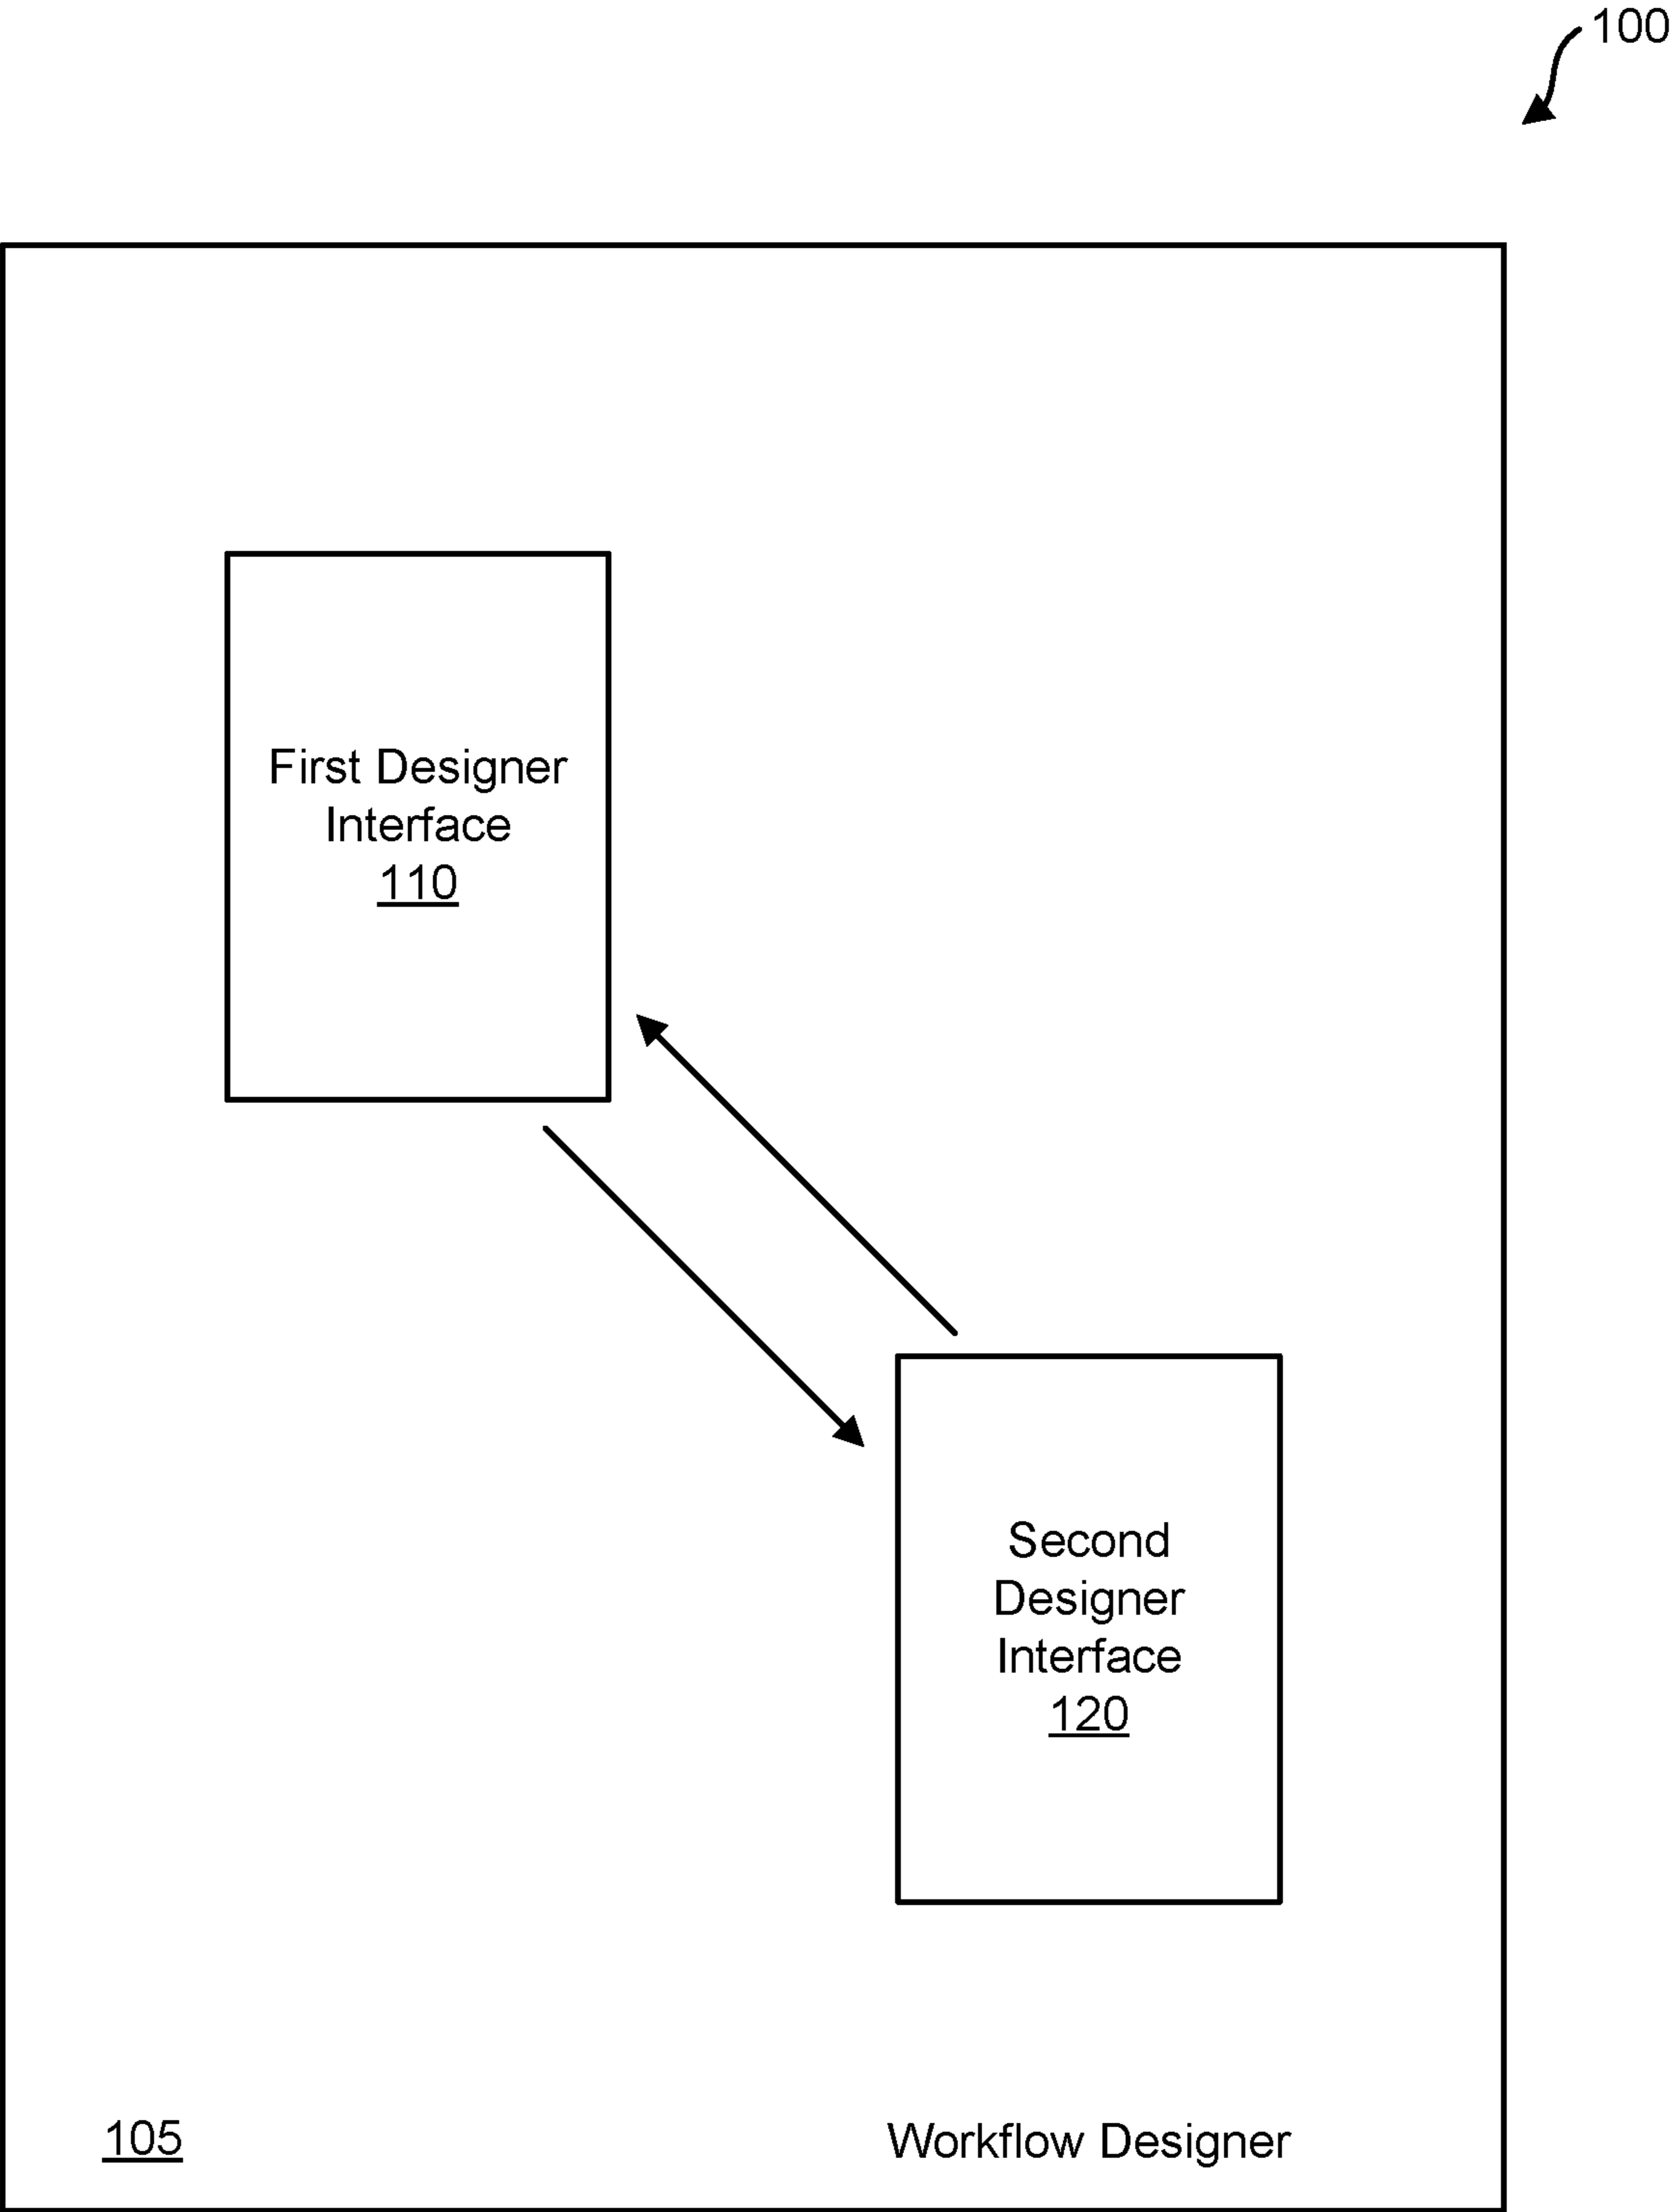 100
First Designer
Interface
110
Second
Designer
Interface
120
105
Workflow Designer